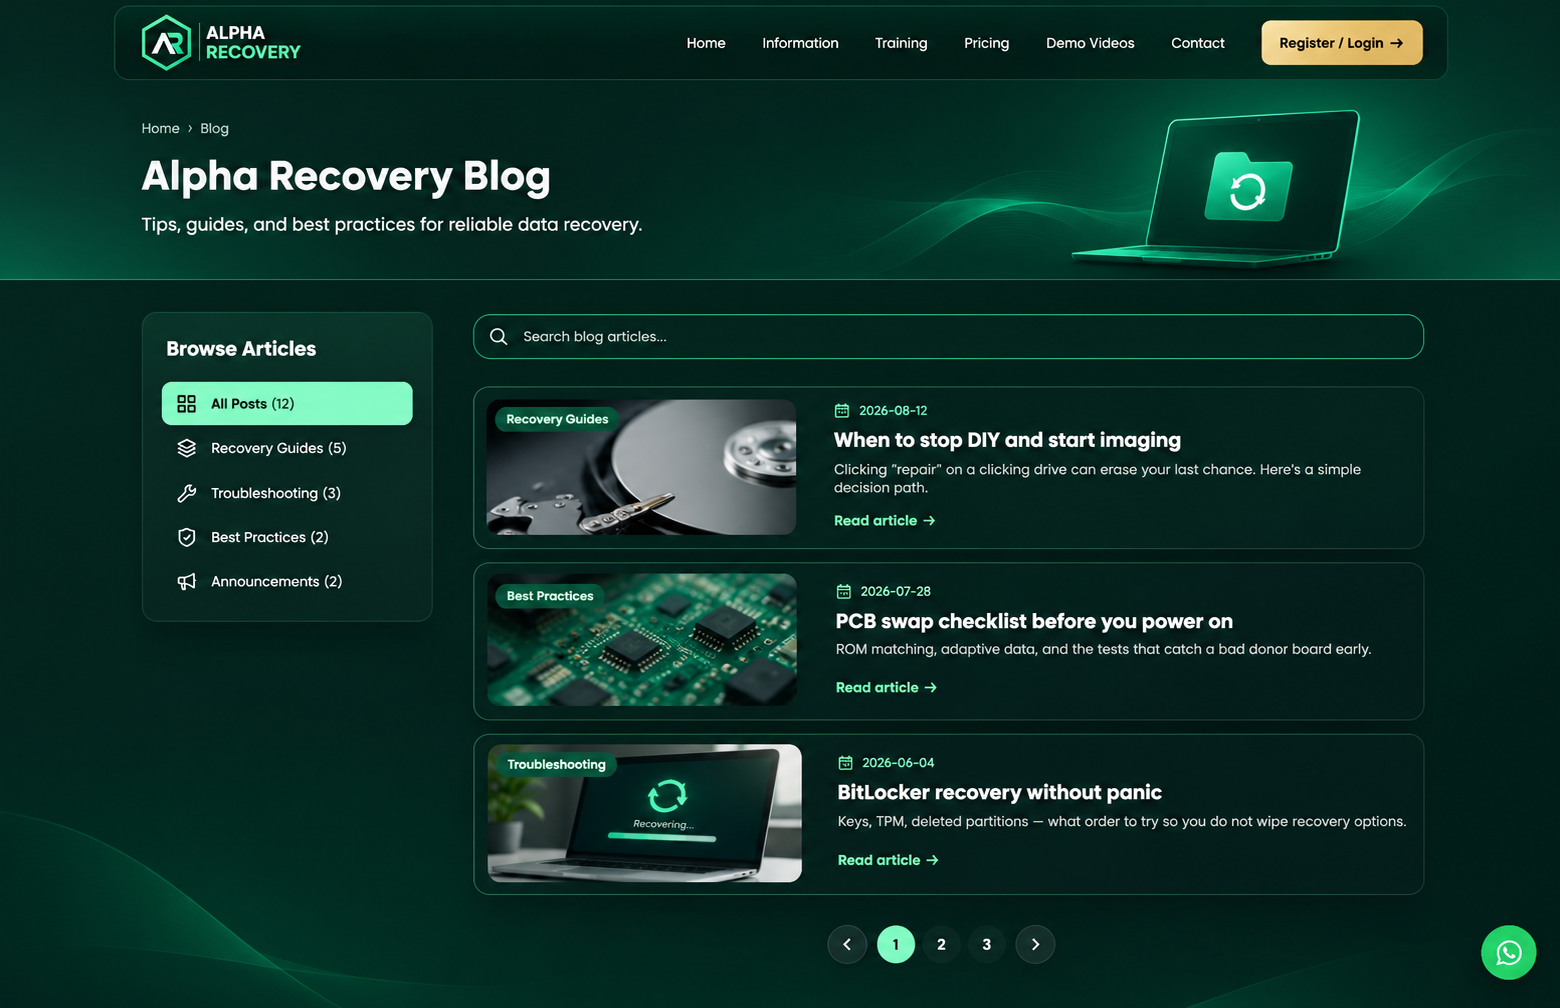 ALPHA
RECOVERY
Home
Information
Training
Pricing
Demo Videos
Contact
Register / Login →
Home › Blog
Alpha Recovery Blog
Tips, guides, and best practices for reliable data recovery.
Browse Articles
All Posts (12)
Recovery Guides (5)
Troubleshooting (3)
Best Practices (2)
Announcements (2)
Search blog articles...
Recovery Guides
2026-08-12
When to stop DIY and start imaging
Clicking “repair” on a clicking drive can erase your last chance. Here’s a simple
decision path.
Read article →
Best Practices
2026-07-28
PCB swap checklist before you power on
ROM matching, adaptive data, and the tests that catch a bad donor board early.
Read article →
Troubleshooting
Recovering...
2026-06-04
BitLocker recovery without panic
Keys, TPM, deleted partitions — what order to try so you do not wipe recovery options.
Read article →
1
2
3